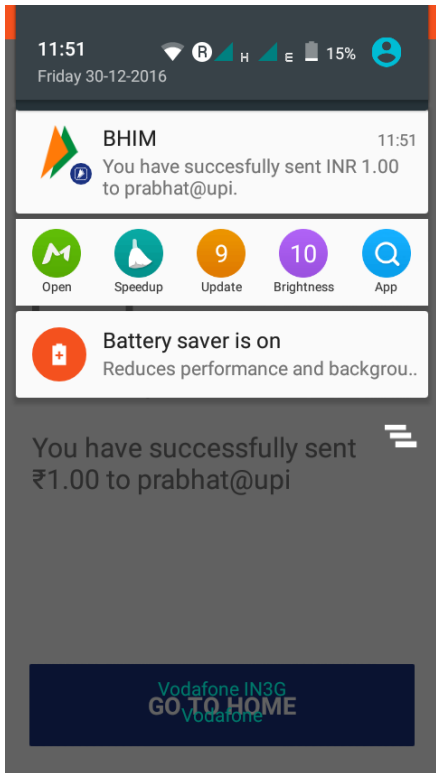 11:51 R H E 15%
Friday 30-12-2016
BHIM 11:51
You have succesfully sent INR 1.00
to prabhat@upi.
9 10
Open Speedup Update Brightness App
Battery saver is on
Reduces performance and backgrou..
You have successfully sent
₹1.00 to prabhat@upi
Vodafone IN3G
GO TO HOME
Vodafone